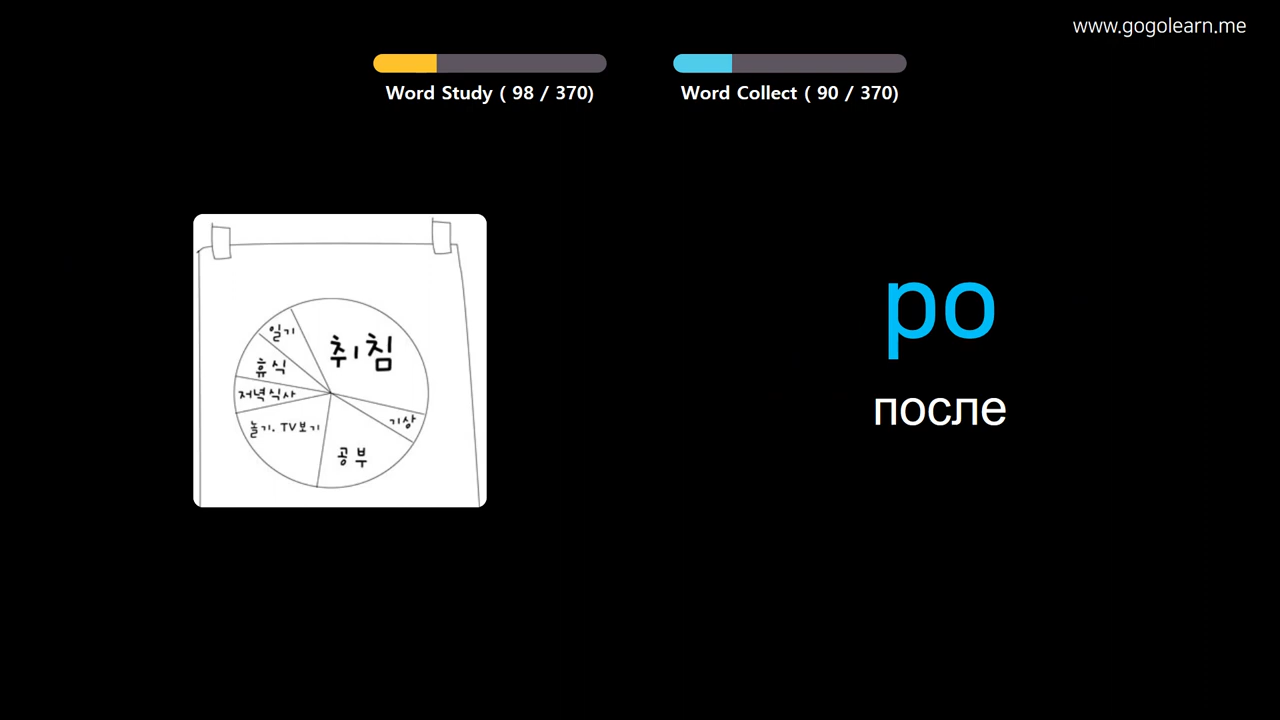 www.gogolearn.me
Word Study ( 98 / 370)
Word Collect ( 90 / 370)
일기
취침
휴식
저녁식사
기상
놀기. TV보기
공부
po
после